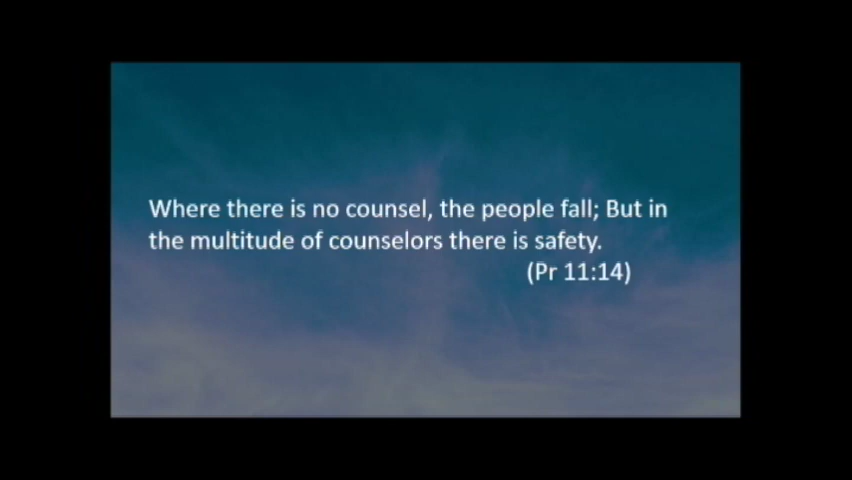 Where there is no counsel, the people fall; But in
the multitude of counselors there is safety.
(Pr 11:14)